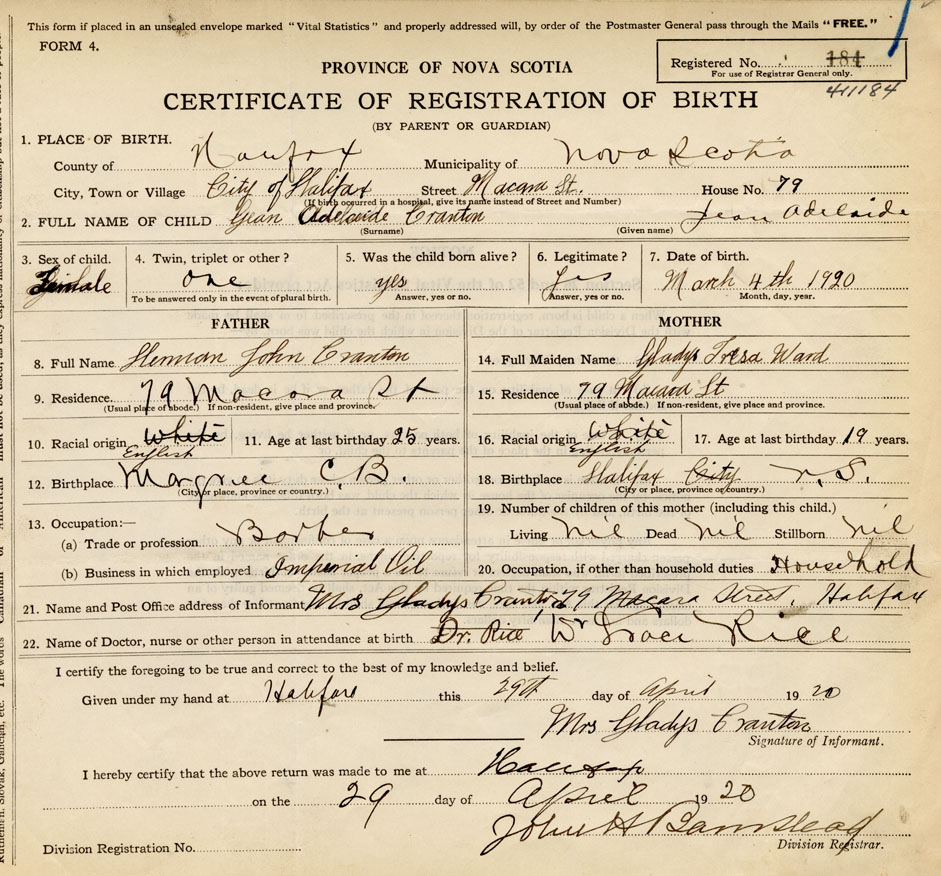 This form if placed in an unsealed envelope marked "Vital Statistics" and properly addressed will, by order of the Postmaster General pass through the Mails "FREE."
FORM 4.
Registered No. 184
For use of Registrar General only.
411184
PROVINCE OF NOVA SCOTIA
CERTIFICATE OF REGISTRATION OF BIRTH
(BY PARENT OR GUARDIAN)
1. PLACE OF BIRTH.
County of Halifax Municipality of Nova Scotia
City, Town or Village City of Halifax Street Macara St. House No. 79
(If birth occurred in a hospital, give its name instead of Street and Number)
2. FULL NAME OF CHILD Jean Adelaide Cranton Jean Adelaide
(Surname) (Given name)
3. Sex of child. 4. Twin, triplet or other? 5. Was the child born alive? 6. Legitimate? 7. Date of birth.
Female one yes yes March 4th 1920
To be answered only in the event of plural birth. Answer, yes or no. Answer, yes or no. Month, day, year.
FATHER MOTHER
8. Full Name Herman John Cranton 14. Full Maiden Name Gladys Tresa Ward
9. Residence. 79 Macara St 15. Residence 79 Macara St
(Usual place of abode.) If non-resident, give place and province. (Usual place of abode.) If non-resident, give place and province.
10. Racial origin White 11. Age at last birthday 25 years. 16. Racial origin White 17. Age at last birthday 19 years.
English English
12. Birthplace C.B. 18. Birthplace Halifax City N.S.
(City or place, province or country.) (City or place, province or country.)
13. Occupation:— 19. Number of children of this mother (including this child.)
(a) Trade or profession Barber Living nil Dead nil Stillborn nil
(b) Business in which employed Imperial Oil 20. Occupation, if other than household duties Household
21. Name and Post Office address of Informant Mrs Gladys Cranton 79 Macara Street, Halifax
22. Name of Doctor, nurse or other person in attendance at birth. Dr. Rice Dr Rice
I certify the foregoing to be true and correct to the best of my knowledge and belief.
Given under my hand at Halifax this 29th day of April 1920
Mrs Gladys Cranton
Signature of Informant.
I hereby certify that the above return was made to me at Halifax
on the 29 day of April 1920
John H Barnstead
Division Registrar.
Division Registration No.